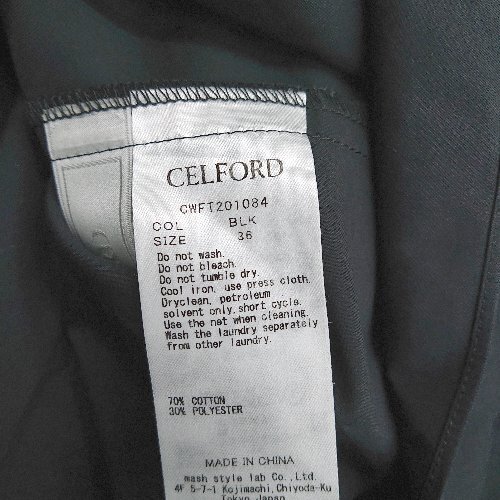 CELFORD
CWFT201084
COL BLK
SIZE 36
Do not wash.
Do not bleach.
Do not tumble dry.
Cool iron, use press cloth.
Dryclean, petroleum
solvent only,short cycle.
Use the net when cleaning.
Wash the laundry separately
from other laundry.
70% COTTON
30% POLYESTER
MADE IN CHINA
mash style lab Co.,Ltd.
4F 5-7-1 Kojimachi,Chiyoda-Ku
Tokyo Japan